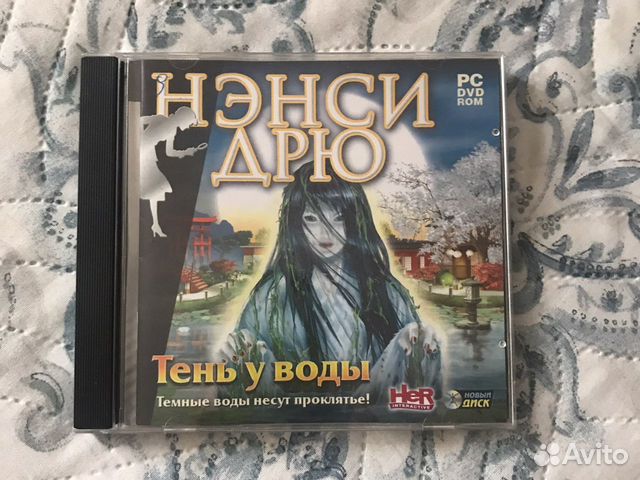 НЭНСИ
ДРЮ
PC
DVD
ROM
Тень у воды
Темные воды несут проклятье!
HeR
INTERACTIVE
НОВЫЙ
ДИСК
Avito